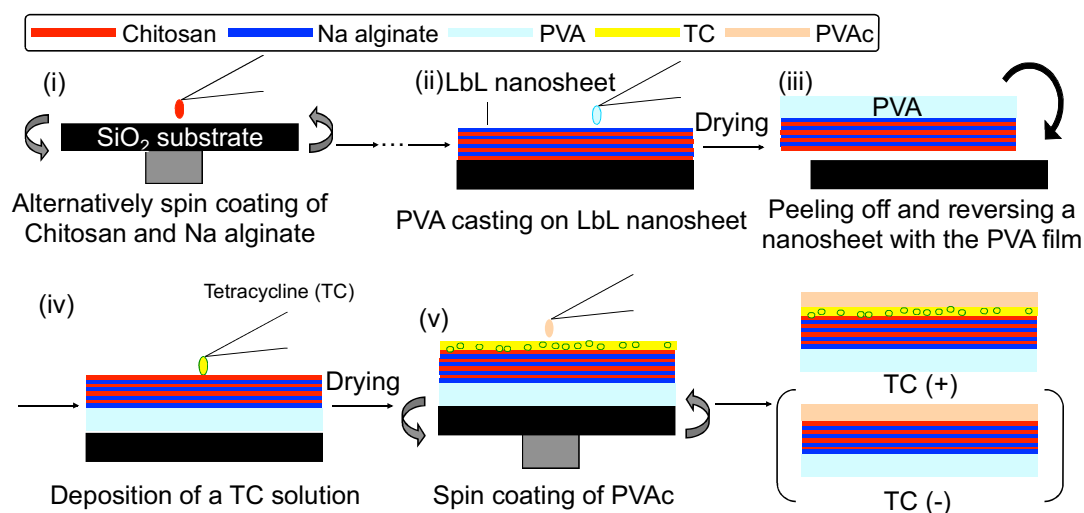 Chitosan Na alginate PVA TC PVAc
(i)
SiO2 substrate
Alternatively spin coating of
Chitosan and Na alginate
...
(ii)
LbL nanosheet
PVA casting on LbL nanosheet
Drying
(iii)
PVA
Peeling off and reversing a
nanosheet with the PVA film
(iv)
Tetracycline (TC)
Deposition of a TC solution
Drying
(v)
Spin coating of PVAc
TC (+)
TC (-)